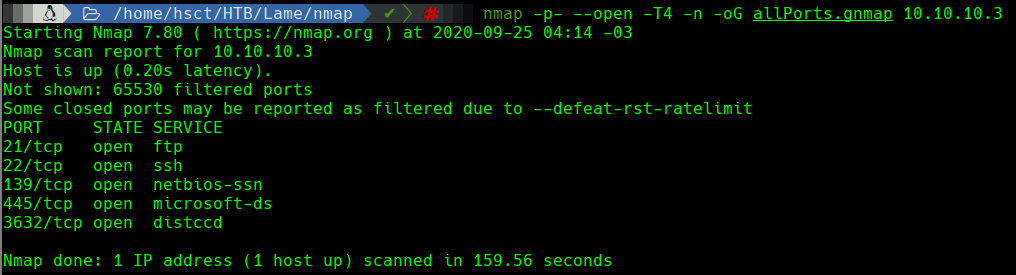 /home/hsct/HTB/Lame/nmap ✔ # nmap -p- --open -T4 -n -oG allPorts.gnmap 10.10.10.3
Starting Nmap 7.80 ( https://nmap.org ) at 2020-09-25 04:14 -03
Nmap scan report for 10.10.10.3
Host is up (0.20s latency).
Not shown: 65530 filtered ports
Some closed ports may be reported as filtered due to --defeat-rst-ratelimit
PORT     STATE SERVICE
21/tcp   open  ftp
22/tcp   open  ssh
139/tcp  open  netbios-ssn
445/tcp  open  microsoft-ds
3632/tcp open  distccd
Nmap done: 1 IP address (1 host up) scanned in 159.56 seconds